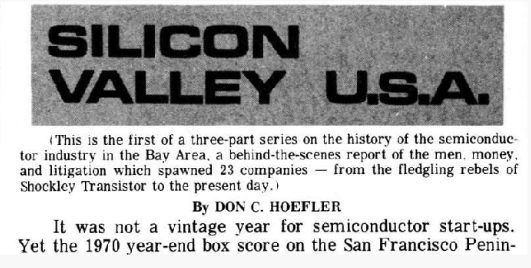 SILICON
VALLEY U.S.A.
(This is the first of a three-part series on the history of the semiconduc-
tor industry in the Bay Area, a behind-the-scenes report of the men, money,
and litigation which spawned 23 companies — from the fledgling rebels of
Shockley Transistor to the present day.)
By DON C. HOEFLER
It was not a vintage year for semiconductor start-ups.
Yet the 1970 year-end box score on the San Francisco Penin-